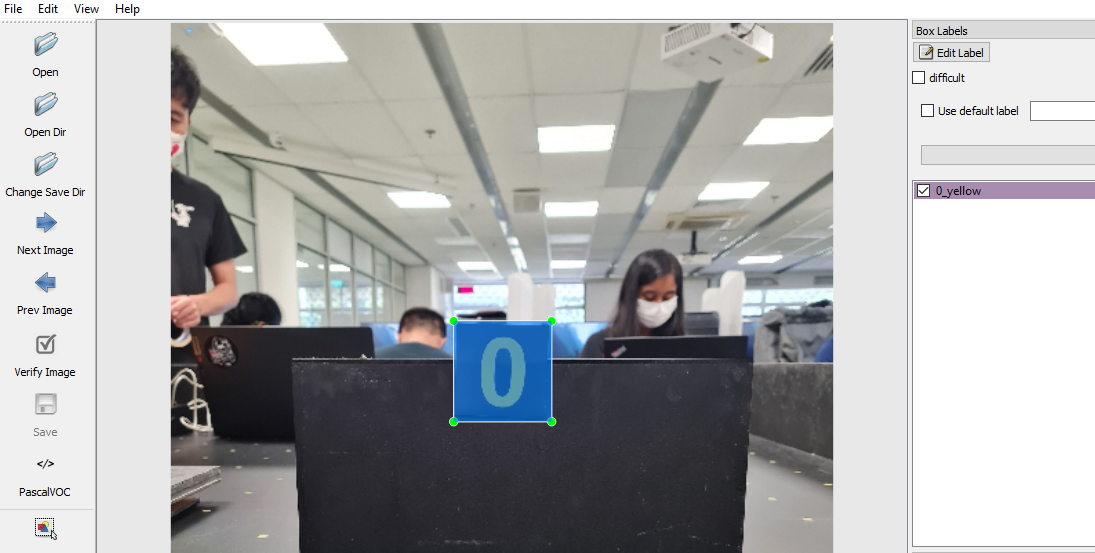 File Edit View Help
Open
Open Dir
Change Save Dir
Next Image
Prev Image
Verify Image
Save
</>
PascalVOC
0
Box Labels
Edit Label
difficult
Use default label
0_yellow